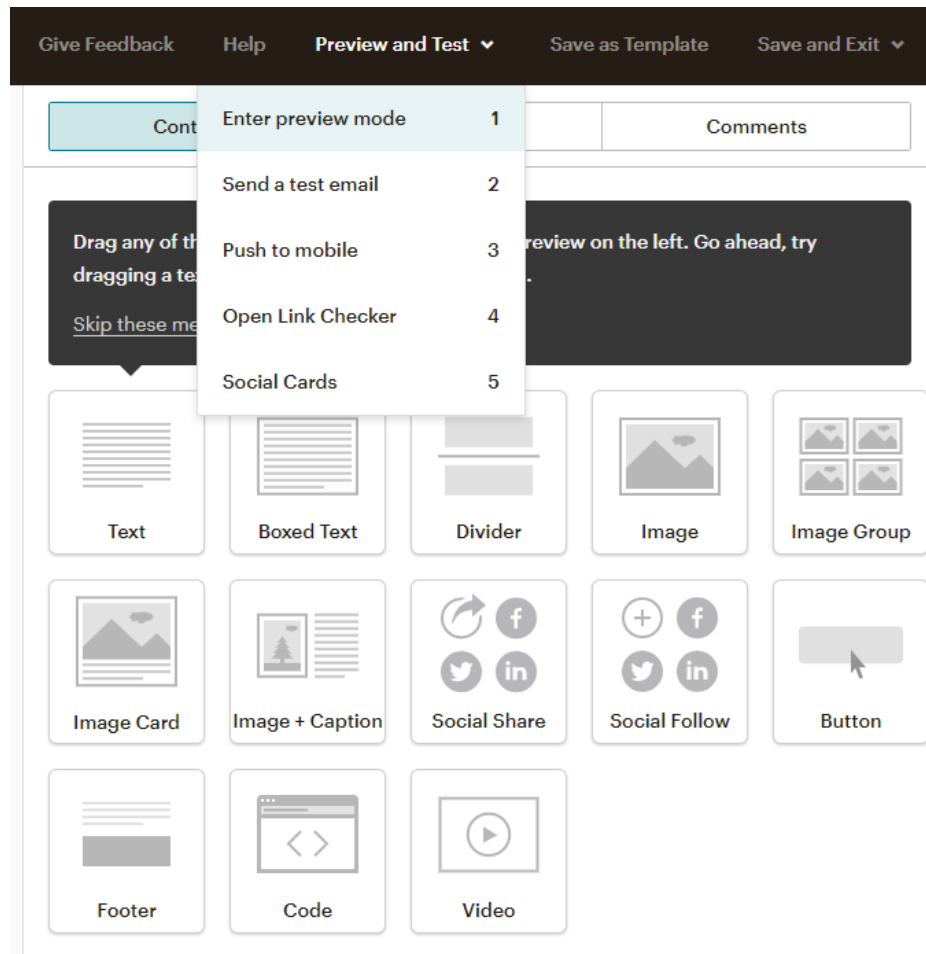 Give Feedback Help Preview and Test Save as Template Save and Exit
Enter preview mode 1
Send a test email 2
Push to mobile 3
Open Link Checker 4
Social Cards 5
Cont Comments
Drag any of th review on the left. Go ahead, try
dragging a te .
Skip these me
Text Boxed Text Divider Image Image Group
Image Card Image + Caption Social Share Social Follow Button
Footer Code Video